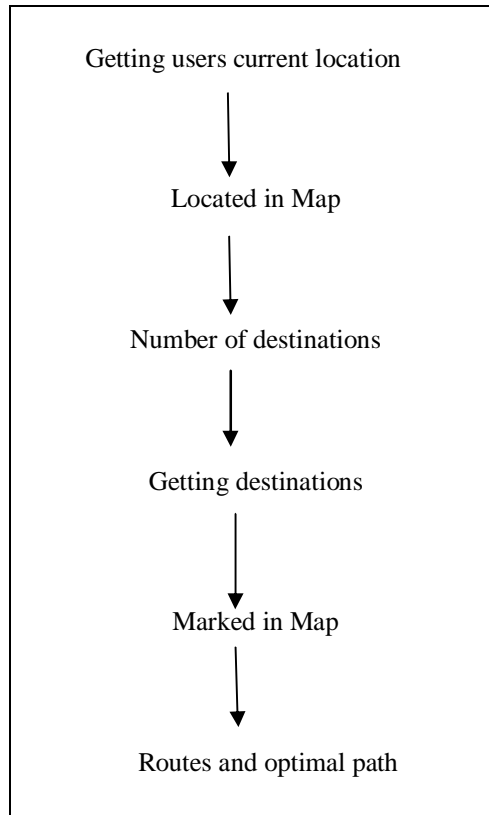 Getting users current location
Located in Map
Number of destinations
Getting destinations
Marked in Map
Routes and optimal path